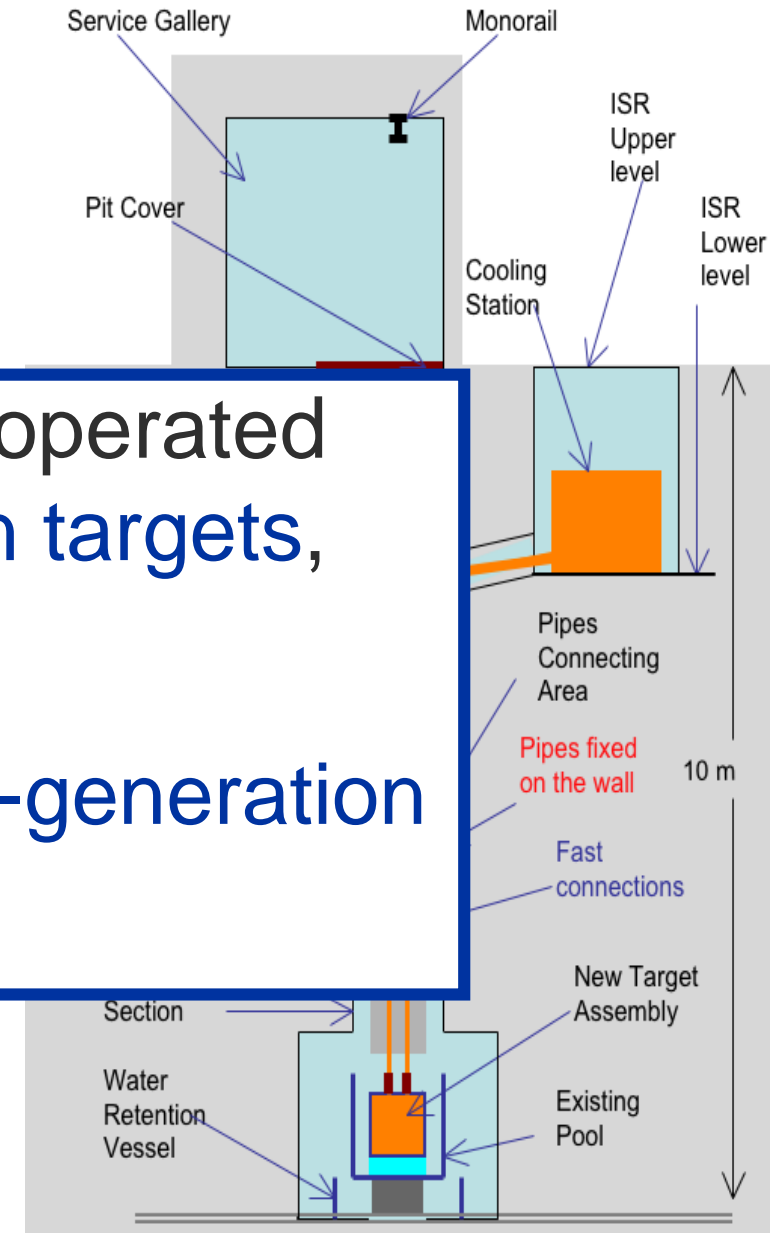 Service Gallery
Monorail
ISR
Upper
level
Pit Cover
ISR
Lower
level
Cooling
Station
operated
targets,
-generation
Pipes
Connecting
Area
Pipes fixed
on the wall
10 m
Fast
connections
New Target
Assembly
Section
Water
Retention
Vessel
Existing
Pool